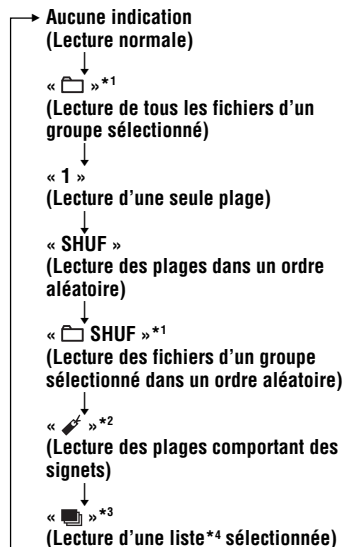 Aucune indication
(Lecture normale)
« »*1
(Lecture de tous les fichiers d’un
groupe sélectionné)
« 1 »
(Lecture d’une seule plage)
« SHUF »
(Lecture des plages dans un ordre
aléatoire)
« SHUF »*1
(Lecture des fichiers d’un groupe
sélectionné dans un ordre aléatoire)
« »*2
(Lecture des plages comportant des
signets)
« »*3
(Lecture d’une liste*4 sélectionnée)